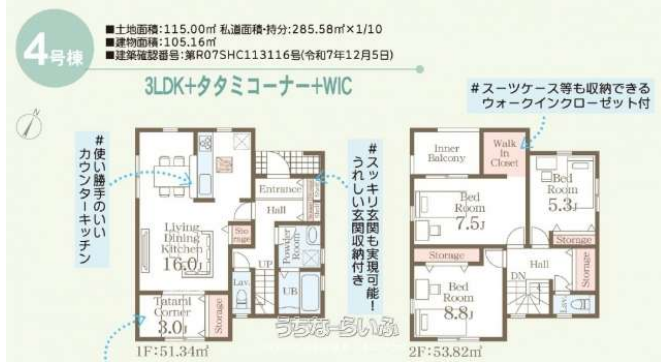 4号棟
■土地面積:115.00㎡ 私道面積・持分:285.58㎡×1/10
■建物面積:105.16㎡
■建築確認番号:第R07SHC113116号(令和7年12月5日)
3LDK+タタミコーナー+WIC
N
#使い勝手のいい
カウンターキッチン
#スッキリ玄関も実現可能!
うれしい玄関収納付き
#スーツケース等も収納できる
ウォークインクローゼット付
Entrance
Hall
Storage
Powder
Room
Living
Dining
Kitchen
16.0J
UP
Lav.
UB
Tatami
Corner
3.0J
Storage
1F:51.34㎡
Inner
Balcony
Walk
in
Closet
Bed
Room
7.5J
Bed
Room
5.3J
Storage
Storage
Hall
Storage
DN
Bed
Room
8.8J
Lav.
2F:53.82㎡
うちなーらいふ